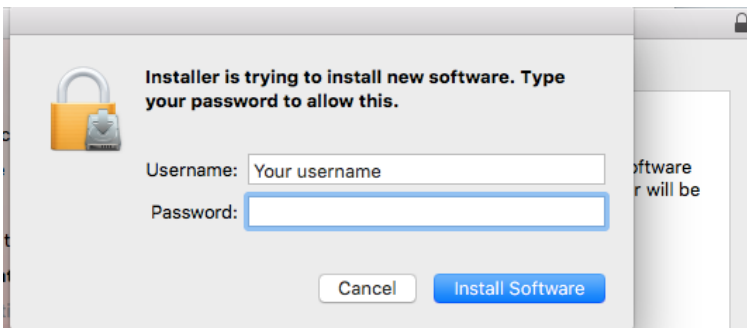 Installer is trying to install new software. Type
your password to allow this.
Username: Your username
ftware
r will be
Password:
Cancel Install Software